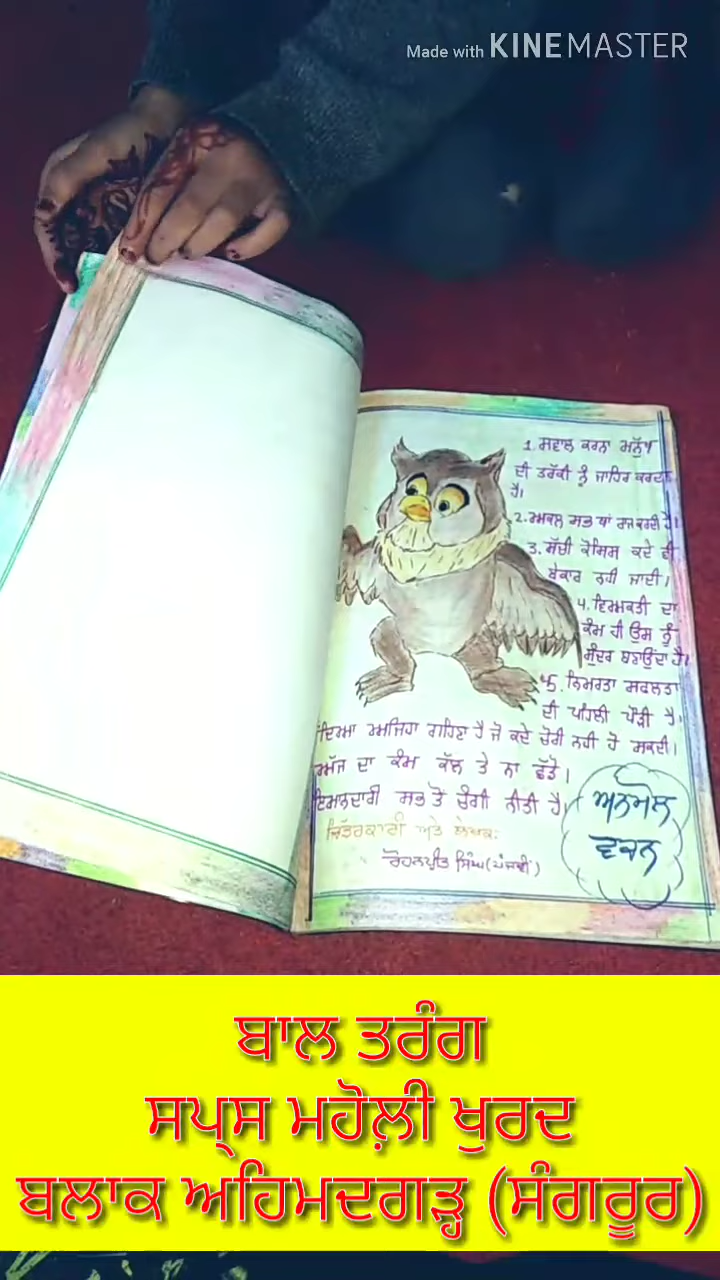 Made with KINEMASTER
1. ਸਵਾਲ ਕਰਨਾ ਮਨੁੱਖ
ਦੀ ਤਰੱਕੀ ਨੂੰ ਜਾਹਿਰ ਕਰਦਾ
ਹੈ।
2. ਅਕਲ ਸਭ ਥਾਂ ਰਾਜ ਕਰਦੀ ਹੈ।
3. ਸੱਚੀ ਕੋਸਿਸ ਕਦੇ ਵੀ
ਬੇਕਾਰ ਨਹੀ ਜਾਂਦੀ।
4. ਵਿਅਕਤੀ ਦਾ
ਕੰਮ ਹੀ ਉਸ ਨੂੰ
ਸੁੰਦਰ ਬਣਾਉਂਦਾ ਹੈ।
5. ਨਿਮਰਤਾ ਸਫਲਤਾ
ਦੀ ਪਹਿਲੀ ਪੌੜੀ ਹੈ।
ਅਜਿਹਾ ਗਹਿਣਾ ਹੈ ਜੋ ਕਦੇ ਚੋਰੀ ਨਹੀ ਹੋ ਸਕਦੀ।
ਅੱਜ ਦਾ ਕੰਮ ਕੱਲ ਤੇ ਨਾ ਛੱਡੋ।
ਇਮਾਨਦਾਰੀ ਸਭ ਤੋਂ ਚੰਗੀ ਨੀਤੀ ਹੈ।
ਚਿੱਤਰਕਾਰੀ ਅਤੇ ਲੇਖਕ:
ਰੋਹਨਪ੍ਰੀਤ ਸਿੰਘ (ਪੰਜਵੀਂ)
ਅਨਮੋਲ
ਵਚਨ
ਬਾਲ ਤਰੰਗ
ਸਪ੍ਸ ਮਹੋਲ਼ੀ ਖੁਰਦ
ਬਲਾਕ ਅਹਿਮਦਗੜ੍ਹ (ਸੰਗਰੂਰ)